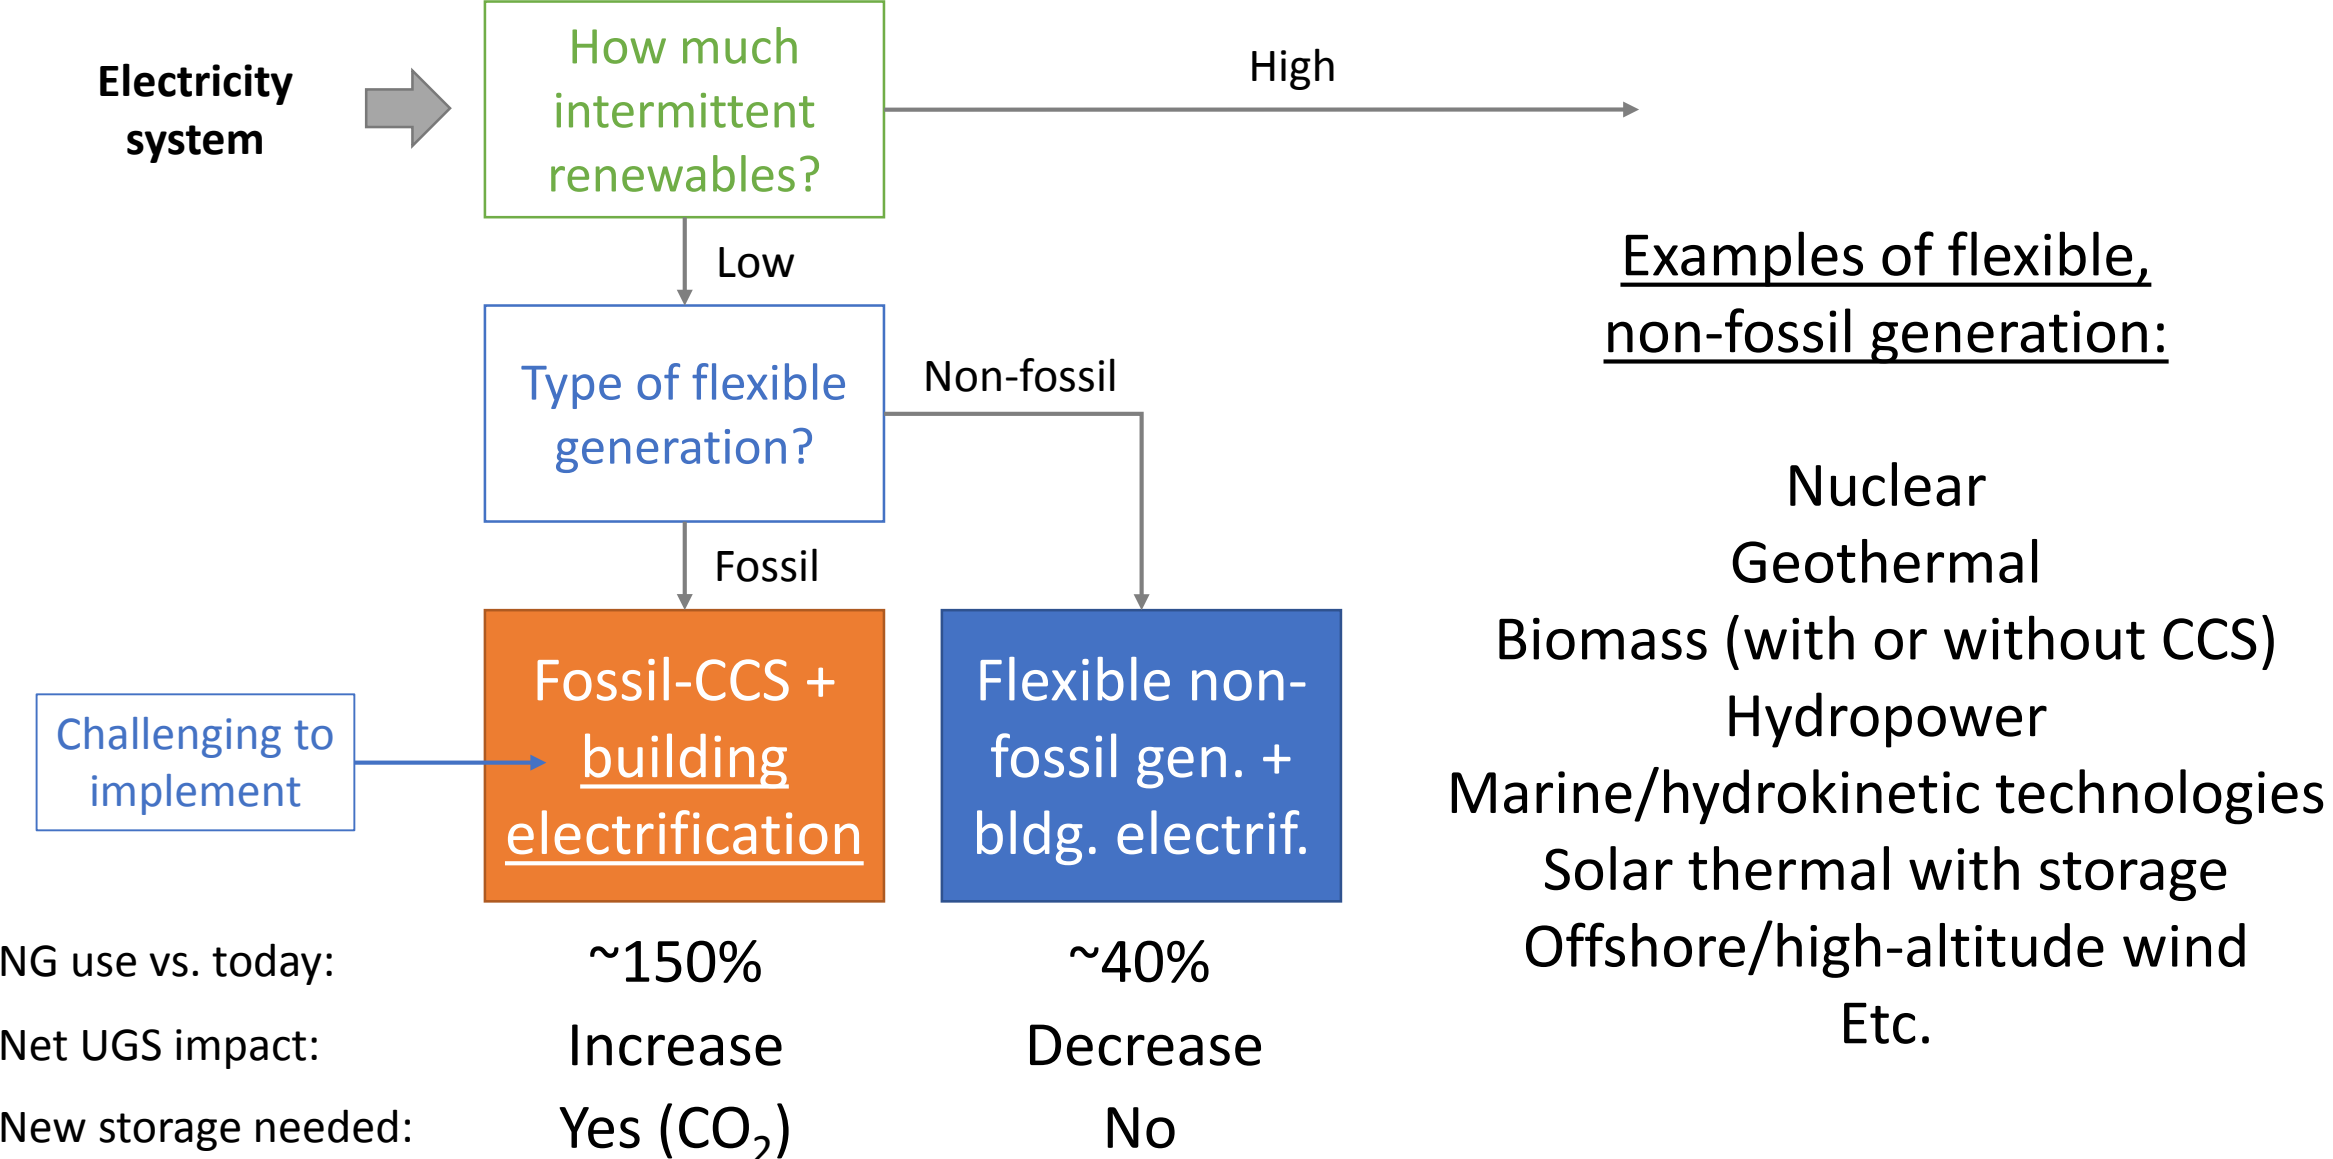 Electricity
system
How much
intermittent
renewables?
High
Low
Type of flexible
generation?
Non-fossil
Fossil
Challenging to
implement
Fossil-CCS +
building
electrification
Flexible non-
fossil gen. +
bldg. electrif.
NG use vs. today:
~150%
~40%
Net UGS impact:
Increase
Decrease
New storage needed:
Yes (CO₂)
No
Examples of flexible,
non-fossil generation:
Nuclear
Geothermal
Biomass (with or without CCS)
Hydropower
Marine/hydrokinetic technologies
Solar thermal with storage
Offshore/high-altitude wind
Etc.